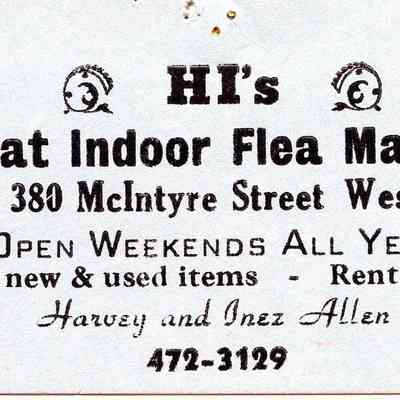 HI's
at Indoor Flea Ma
380 McIntyre Street Wes
OPEN WEEKENDS ALL YE
new & used items - Rent
Harvey and Inez Allen
472-3129